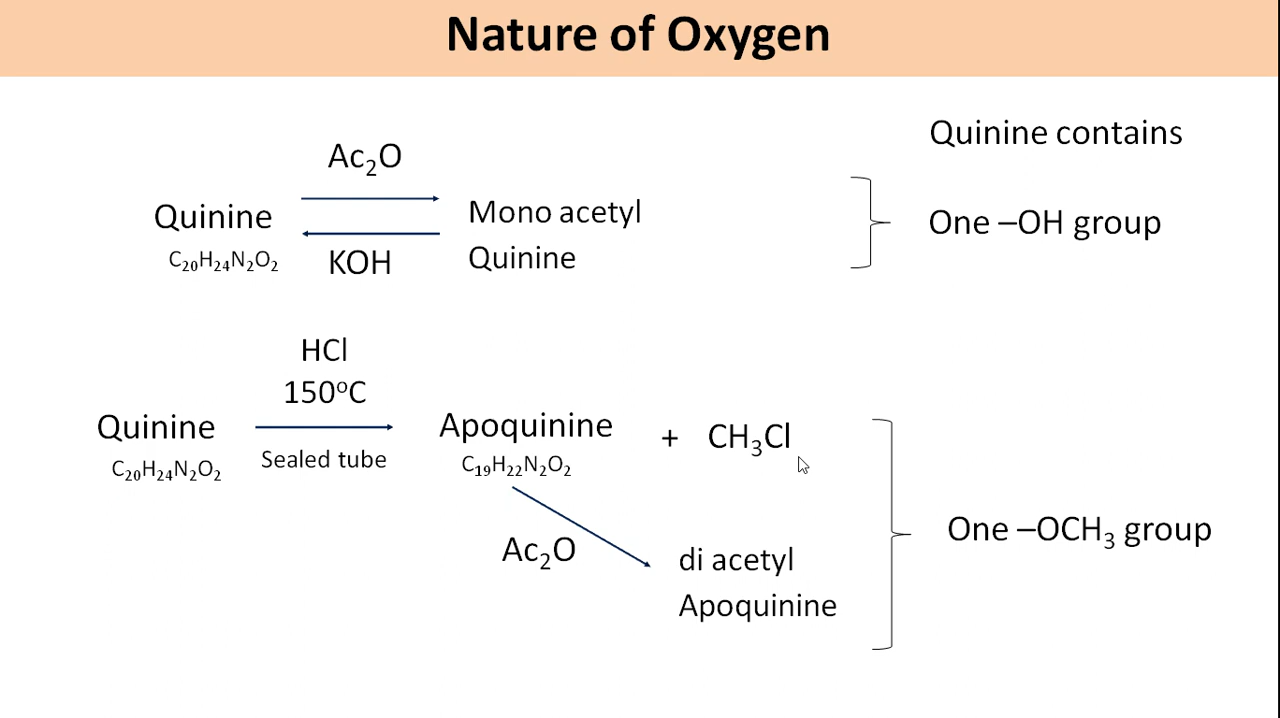 Nature of Oxygen
Quinine contains
Ac₂O
Quinine
C₂₀H₂₄N₂O₂
KOH
Mono acetyl
Quinine
One –OH group
HCl
150°C
Quinine
C₂₀H₂₄N₂O₂
Sealed tube
Apoquinine
C₁₉H₂₂N₂O₂
+ CH₃Cl
Ac₂O
di acetyl
Apoquinine
One –OCH₃ group